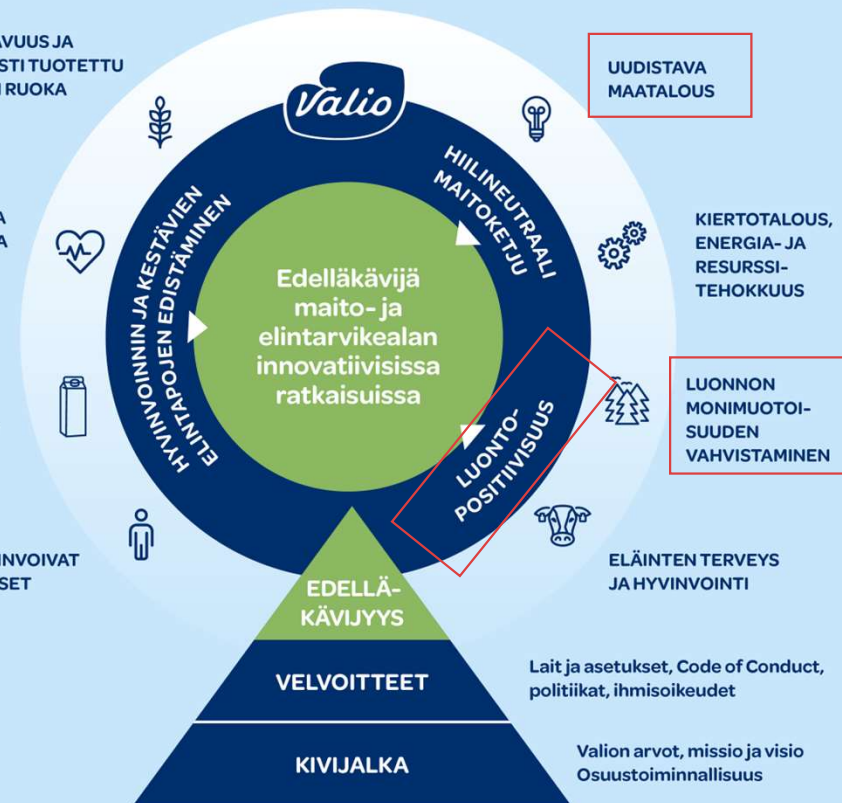 Valio
UUDISTAVA
MAATALOUS
JA
TUOTETTU
RUOKA
HIILINEUTRAALI
MAITOKETJU
HYVINVOINNIN JA KESTÄVIEN
ELINTAPOJEN EDISTÄMINEN
KIERTOTALOUS,
ENERGIA- JA
RESURSSI-
TEHOKKUUS
Edelläkävijä
maito- ja
elintarvikealan
innovatiivisissa
ratkaisuissa
LUONNON
MONIMUOTOI-
SUUDEN
VAHVISTAMINEN
LUONTO-
POSITIIVISUUS
ELÄINTEN TERVEYS
JA HYVINVOINTI
EDELLÄ-
KÄVIJYYS
VELVOITTEET
Lait ja asetukset, Code of Conduct,
politiikat, ihmisoikeudet
KIVIJALKA
Valion arvot, missio ja visio
Osuustoiminnallisuus